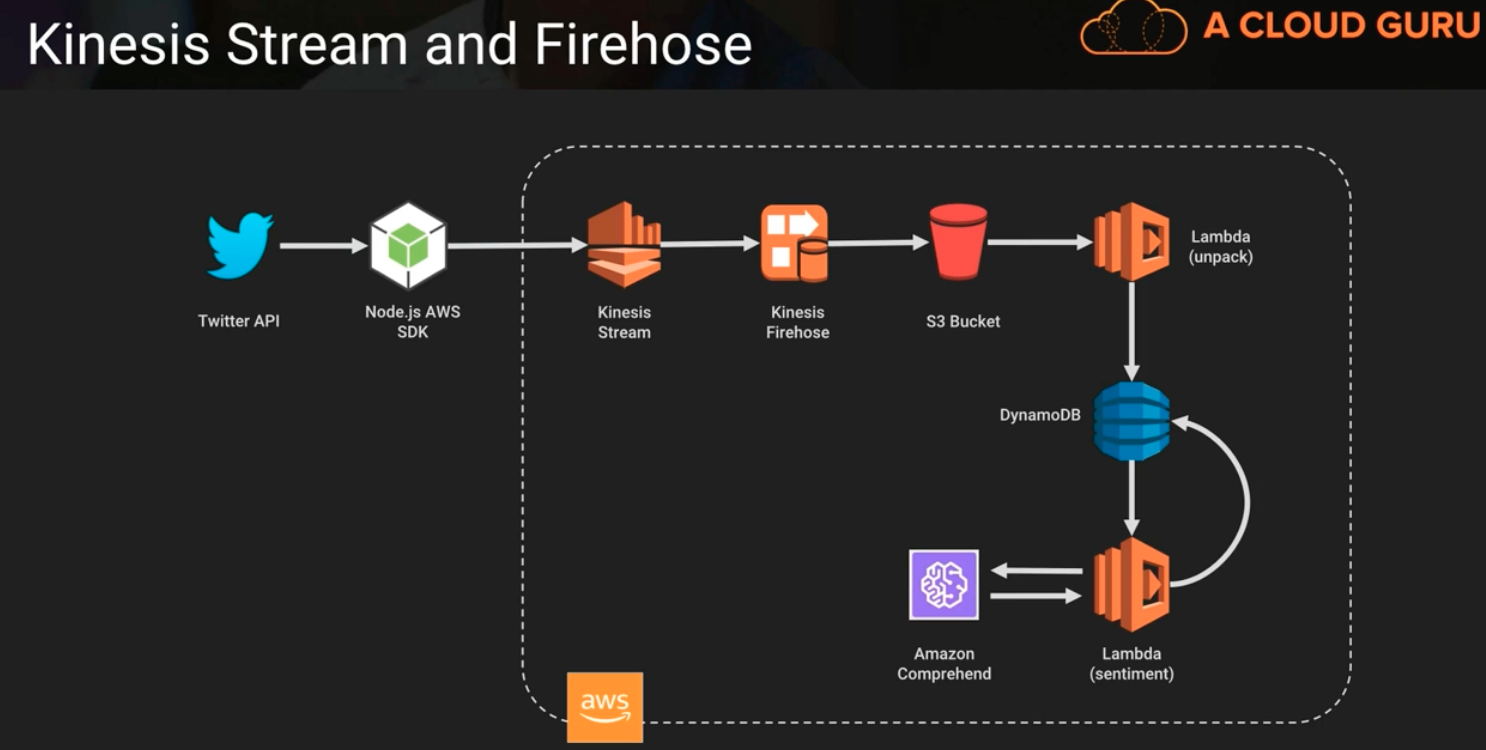 Kinesis Stream and Firehose
A CLOUD GURU
Twitter API
Node.js AWS
SDK
Kinesis
Stream
Kinesis
Firehose
S3 Bucket
Lambda
(unpack)
DynamoDB
Amazon
Comprehend
Lambda
(sentiment)
aws